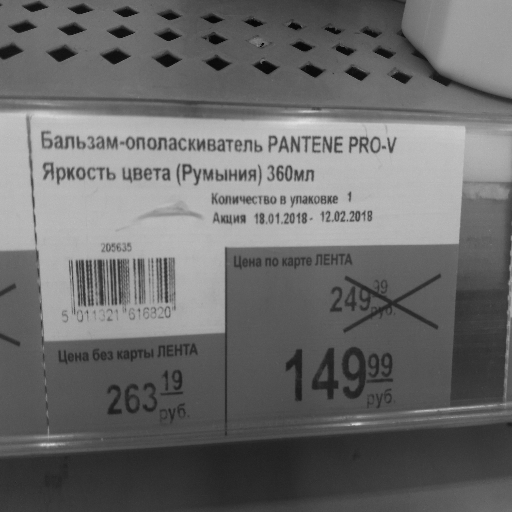 Бальзам-ополаскиватель PANTENE PRO-V
Яркость цвета (Румыния) 360мл
Количество в упаковке 1
Акция 18.01.2018 - 12.02.2018
205635
5 011321 616820
Цена по карте ЛЕНТА
249 39 руб.
149 99 руб.
Цена без карты ЛЕНТА
263 19 руб.